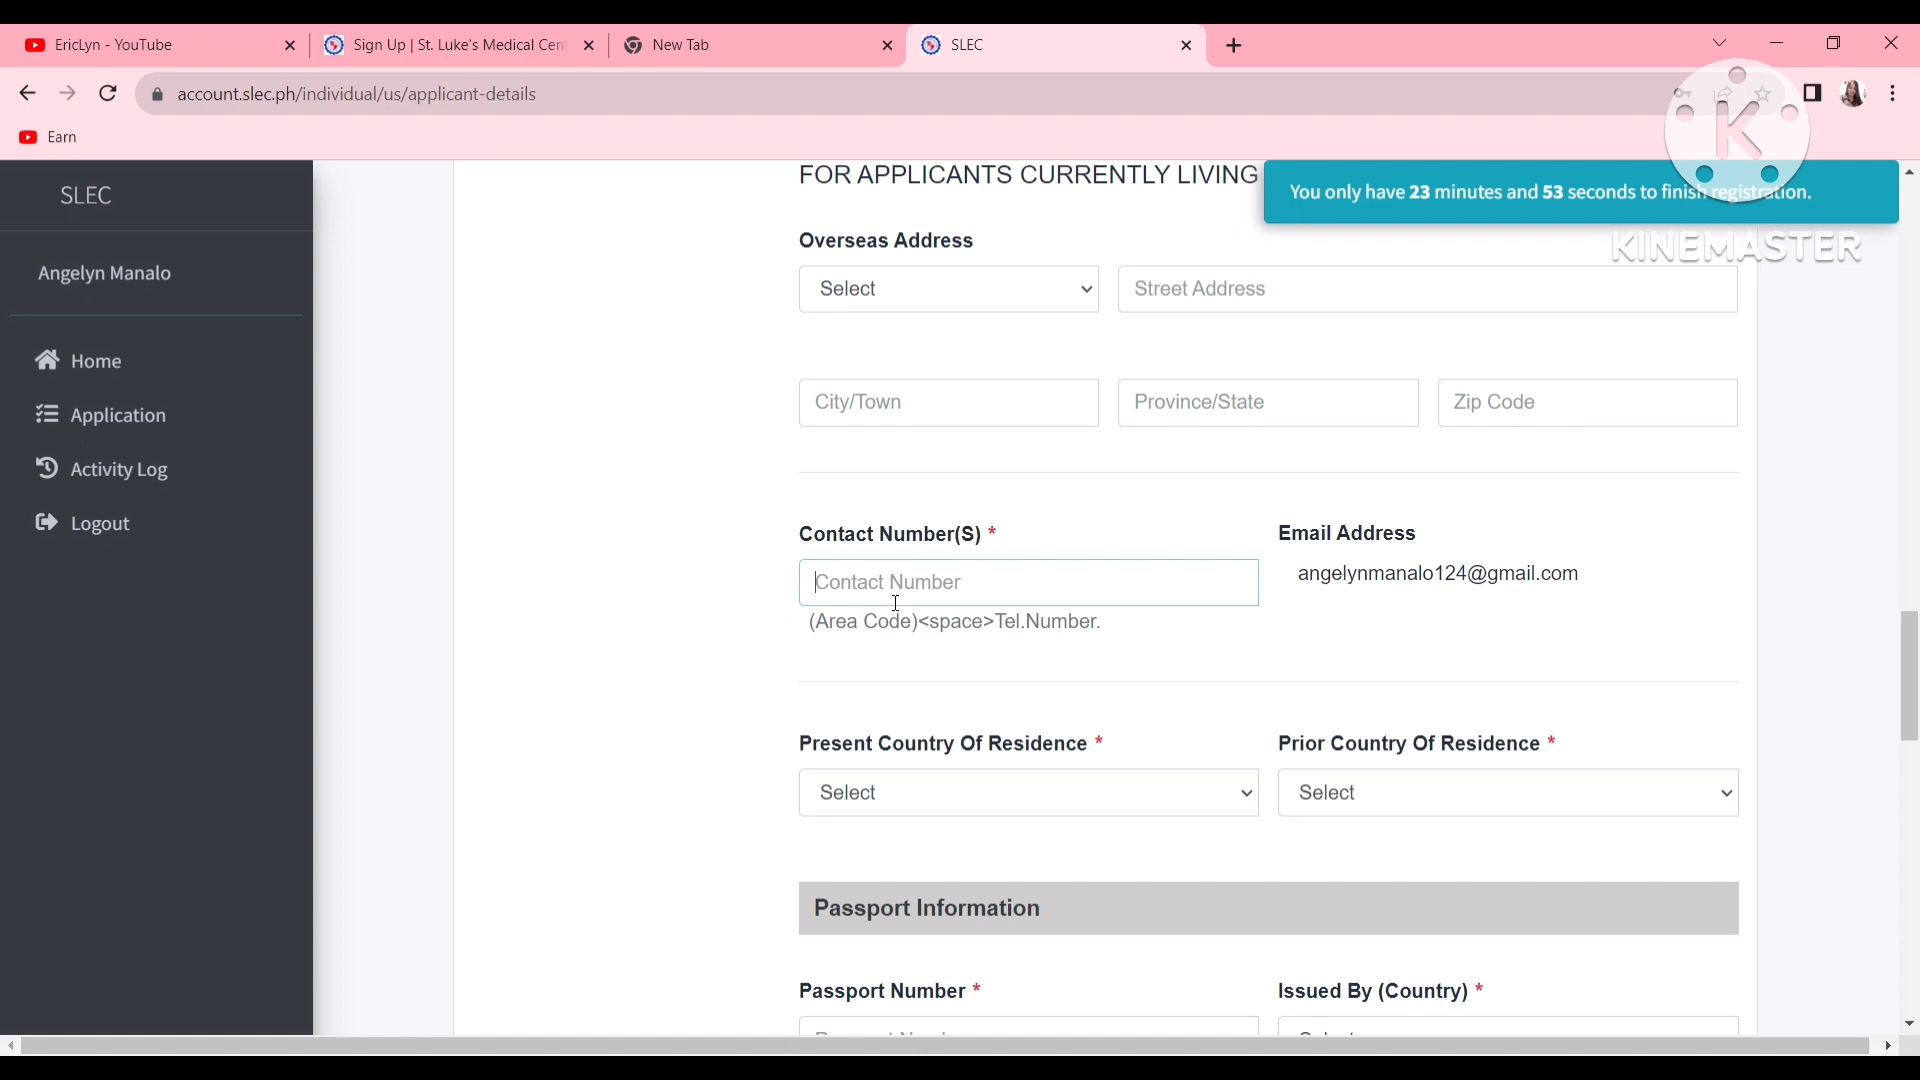 EricLyn - YouTube
Sign Up | St. Luke's Medical Cen
New Tab
SLEC
account.slec.ph/individual/us/applicant-details
Earn
K
KINEMASTER
SLEC
Angelyn Manalo
Home
Application
Activity Log
Logout
FOR APPLICANTS CURRENTLY LIVING
You only have 23 minutes and 53 seconds to finish registration.
Overseas Address
Select
Street Address
City/Town
Province/State
Zip Code
Contact Number(S) *
Email Address
Contact Number
angelynmanalo124@gmail.com
(Area Code)<space>Tel.Number.
Present Country Of Residence *
Prior Country Of Residence *
Select
Select
Passport Information
Passport Number *
Issued By (Country) *